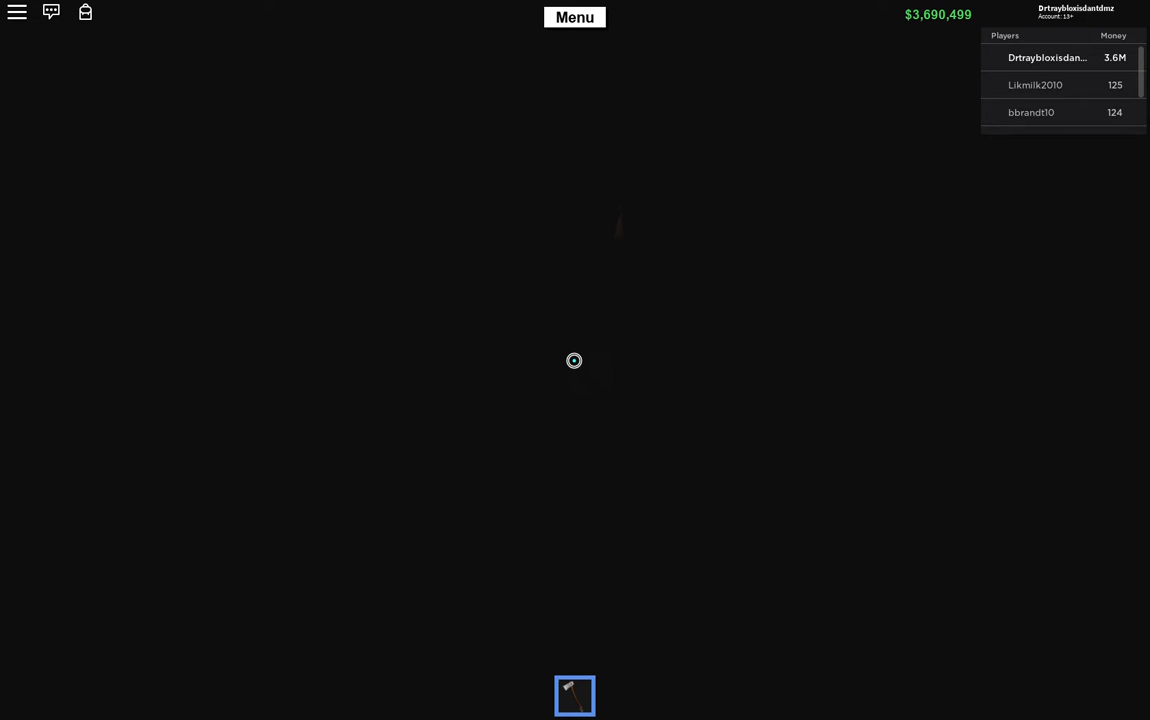 Menu
$3,690,499
Drtraybloxisdantdmz
Account: 13+
Players Money
Drtraybloxisdan... 3.6M
Likmilk2010 125
bbrandt10 124